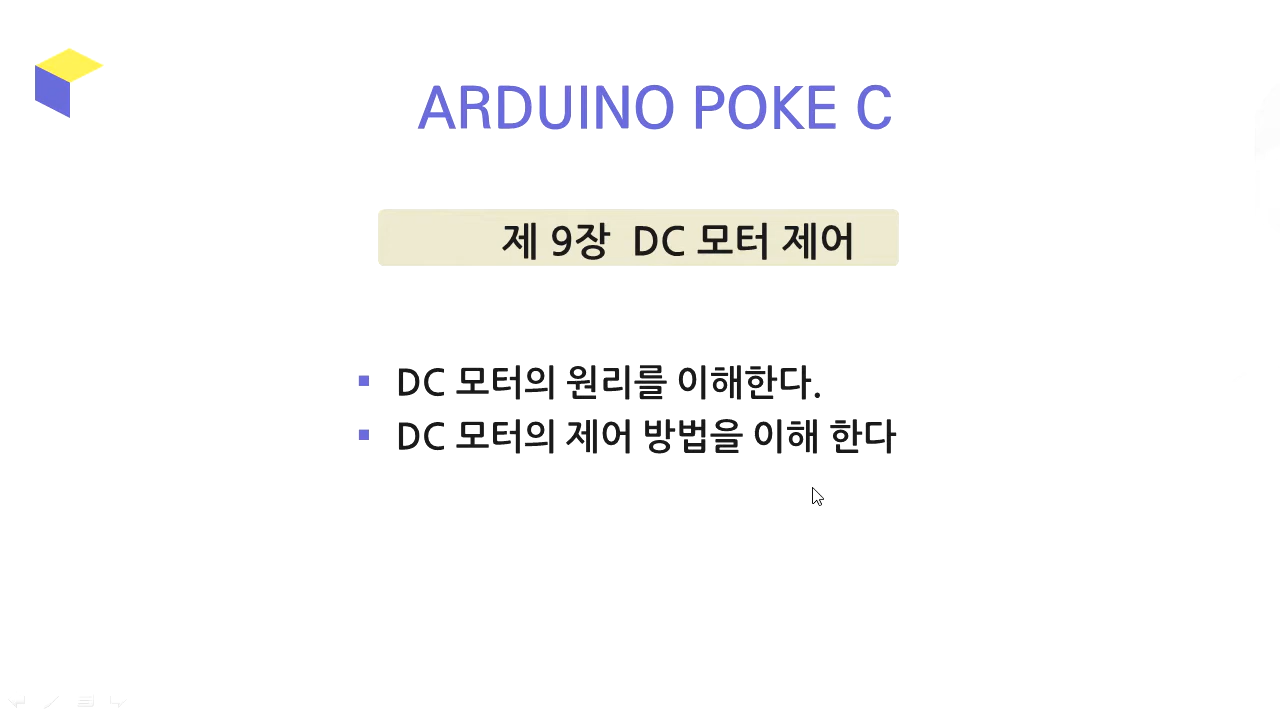 ARDUINO POKE C
제 9장 DC 모터 제어
▪ DC 모터의 원리를 이해한다.
▪ DC 모터의 제어 방법을 이해 한다